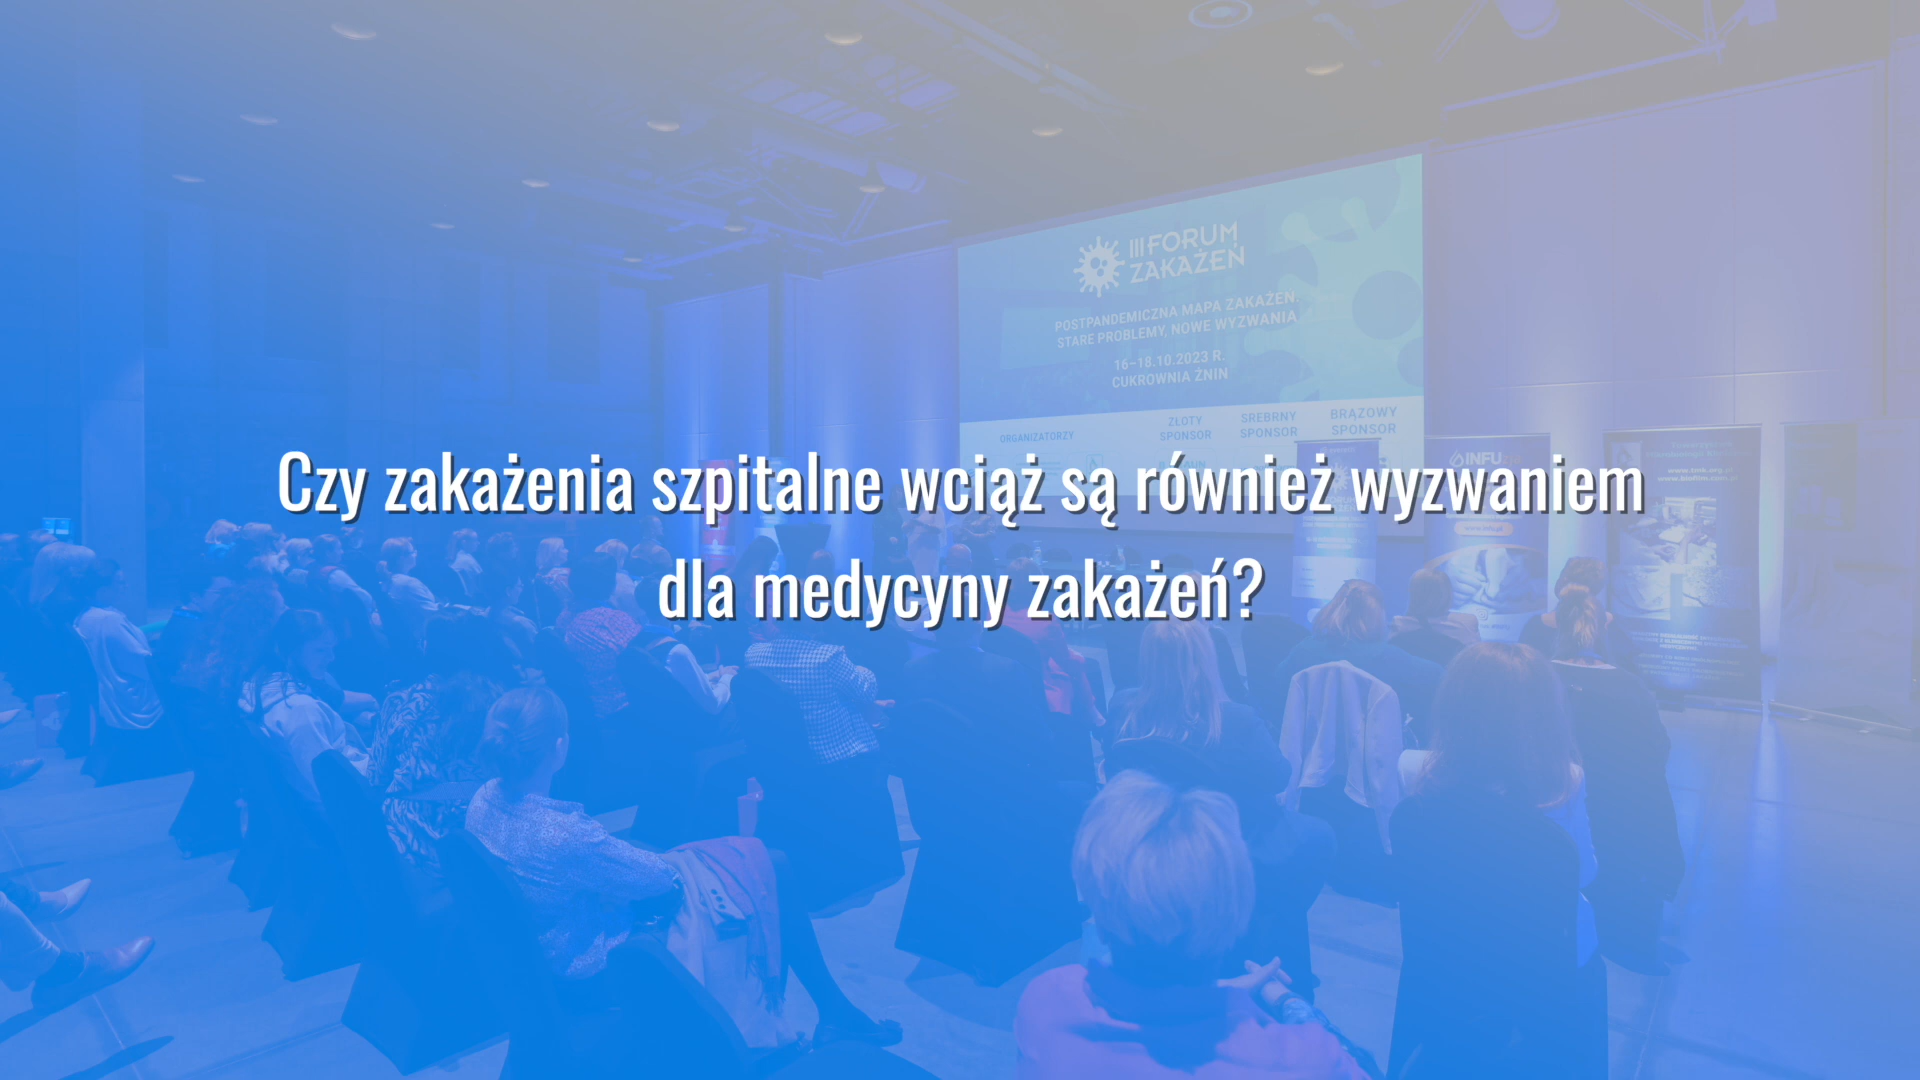 III FORUM
ZAKAŻEŃ
POSTPANDEMICZNA MAPA ZAKAŻEŃ:
STARE PROBLEMY, NOWE WYZWANIA
16–18.10.2023 R.
CUKROWNIA ŻNIN
ORGANIZATORZY
ZŁOTY
SPONSOR
SREBRNY
SPONSOR
BRĄZOWY
SPONSOR
Czy zakażenia szpitalne wciąż są również wyzwaniem
dla medycyny zakażeń?